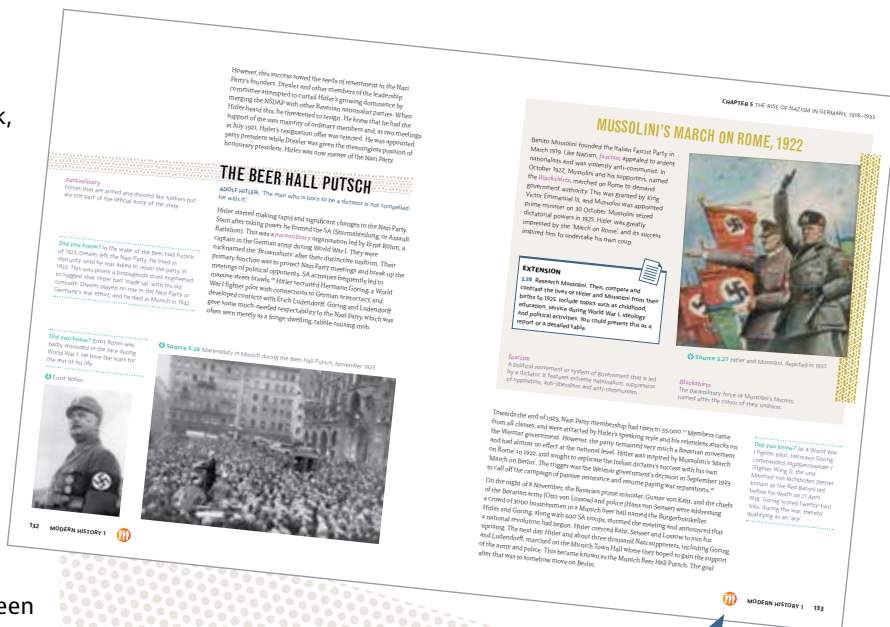 k,
een
However, this success sowed the seeds of resentment in the Nazi
Party's founders. Drexler and other members of the leadership
committee attempted to curtail Hitler's growing dominance by
merging the NSDAP with other Bavarian nationalist parties. When
Hitler heard this, he threatened to resign. He knew that he had the
support of the vast majority of ordinary members and, at two meetings
in July 1921, Hitler's resignation offer was rejected. He was appointed
party president while Drexler was given the meaningless position of
honourary president. Hitler was now master of the Nazi Party.
THE BEER HALL PUTSCH
ADOLF HITLER: 'The man who is born to be a dictator is not compelled.
He wills it.'
Hitler started making rapid and significant changes to the Nazi Party.
Soon after taking power he formed the SA (Sturmabteilung, or Assault
Battalion). This was a paramilitary organisation led by Ernst Röhm, a
captain in the German army during World War I. They were
nicknamed the 'Brownshirts' after their distinctive uniform. Their
primary function was to protect Nazi Party meetings and break up the
meetings of political opponents. SA activities frequently led to
massive street brawls. Hitler recruited Hermann Göring, a World
War I fighter pilot with connections to German aristocracy, and
developed contacts with Erich Ludendorff. Göring and Ludendorff
gave some much-needed respectability to the Nazi Party, which was
often seen merely as a fringe-dwelling, rabble-rousing mob.
paramilitary
Forces that are armed and dressed like soldiers but
are not part of the official army of the state.
Did you know? In the wake of the Beer Hall Putsch
of 1923, Drexler left the Nazi Party. He lived in
obscurity until he was asked to rejoin the party in
1933. This was purely a propaganda stunt engineered
to suggest that Hitler had 'made up' with his old
comrade. Drexler played no role in the Nazi Party or
Germany's war effort, and he died in Munich in 1942.
Did you know? Ernst Röhm was
badly wounded in the face during
World War I. He bore the scars for
the rest of his life.
Ernst Röhm.
Source 5.26 Marienplatz in Munich during the Beer Hall Putsch, November 1923.
132 MODERN HISTORY 1
CHAPTER 5 THE RISE OF NAZISM IN GERMANY, 1918–1933
MUSSOLINI'S MARCH ON ROME, 1922
Benito Mussolini founded the Italian Fascist Party in
March 1919. Like Nazism, fascism appealed to ardent
nationalists and was violently anti-communist. In
October 1922, Mussolini and his supporters, named
the Blackshirts, marched on Rome to demand
government authority. This was granted by King
Victor Emmanuel III, and Mussolini was appointed
prime minister on 30 October. Mussolini seized
dictatorial powers in 1925. Hitler was greatly
impressed by the 'March on Rome', and its success
inspired him to undertake his own coup.
EXTENSION
5.18 Research Mussolini. Then, compare and
contrast the lives of Hitler and Mussolini from their
births to 1925. Include topics such as childhood,
education, service during World War I, ideology
and political activities. You could present this as a
report or a detailed table.
Source 5.27 Hitler and Mussolini, depicted in 1937.
fascism
A political movement or system of government that is led
by a dictator. It features extreme nationalism, suppression
of opposition, anti-liberalism and anti-communism.
Blackshirts
The paramilitary force of Mussolini's fascists,
named after the colour of their uniform.
Towards the end of 1923, Nazi Party membership had risen to 55,000. Members came
from all classes, and were attracted by Hitler's speaking style and his relentless attacks on
the Weimar government. However, the party remained very much a Bavarian movement
and had almost no effect at the national level. Hitler was inspired by Mussolini's 'March
on Rome' in 1922, and sought to replicate the Italian dictator's success with his own
'March on Berlin'. The trigger was the Weimar government's decision in September 1923
to call off the campaign of passive resistance and resume paying war reparations.
On the night of 8 November, the Bavarian prime minister, Gustav von Kahr, and the chiefs
of the Bavarian army (Otto von Lossow) and police (Hans von Seisser) were addressing
a crowd of 3000 businessmen in a Munich beer hall named the Bürgerbräukeller.
Hitler and Göring, along with 600 SA troops, stormed the meeting and announced that
a national revolution had begun. Hitler coerced Kahr, Seisser and Lossow to join his
uprising. The next day, Hitler and about three thousand Nazi supporters, including Göring
and Ludendorff, marched on the Munich Town Hall where they hoped to gain the support
of the army and police. This became known as the Munich Beer Hall Putsch. The goal
after that was to somehow move on Berlin.
Did you know? As a World War
I fighter pilot, Hermann Göring
commanded Jagdgeschwader 1
(Fighter Wing 1), the unit
Manfred von Richthofen (better
known as the Red Baron) led
before his death on 21 April
1918. Göring scored twenty-two
'kills' during the war, thereby
qualifying as an 'ace'.
MODERN HISTORY 1 133